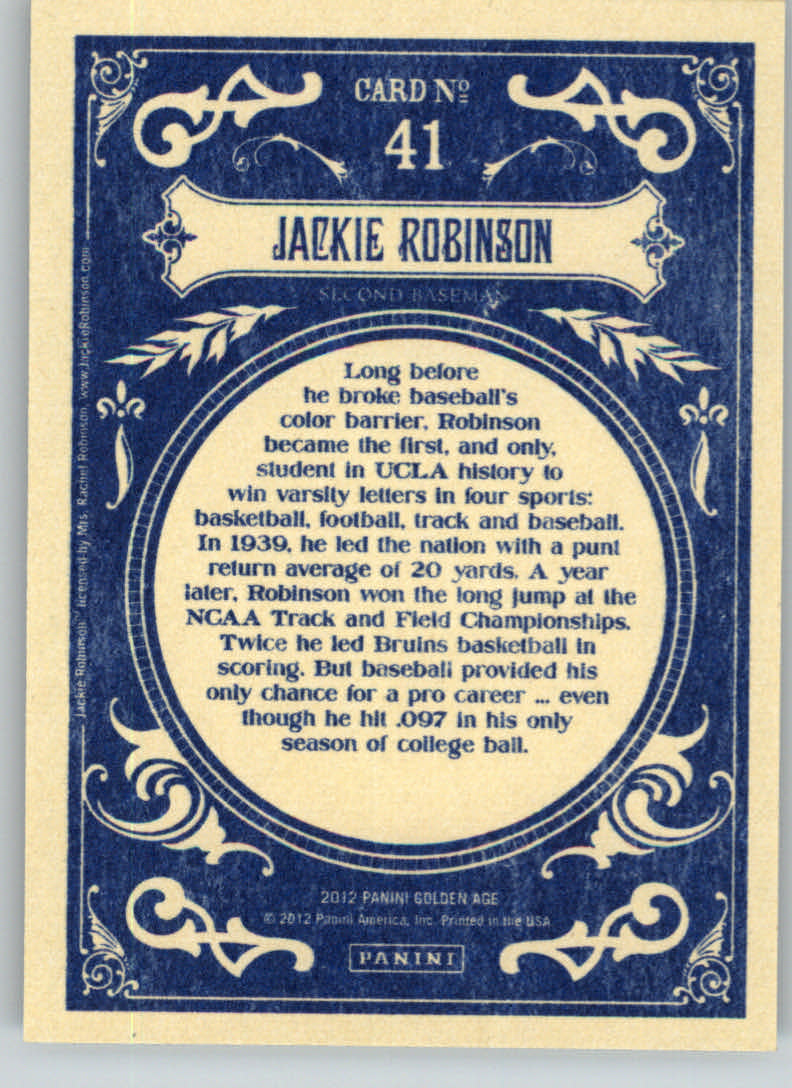 CARD Nº
41
JACKIE ROBINSON
SECOND BASEMAN
Long before
he broke baseball's
color barrier, Robinson
became the first, and only,
student in UCLA history to
win varsity letters in four sports:
basketball, football, track and baseball.
In 1939, he led the nation with a punt
return average of 20 yards. A year
later, Robinson won the long jump at the
NCAA Track and Field Championships.
Twice he led Bruins basketball in
scoring. But baseball provided his
only chance for a pro career ... even
though he hit .097 in his only
season of college ball.
Jackie Robinson™ licensed by Mrs. Rachel Robinson, www.JackieRobinson.com
2012 PANINI GOLDEN AGE
© 2012 Panini America, Inc. Printed in the USA
PANINI